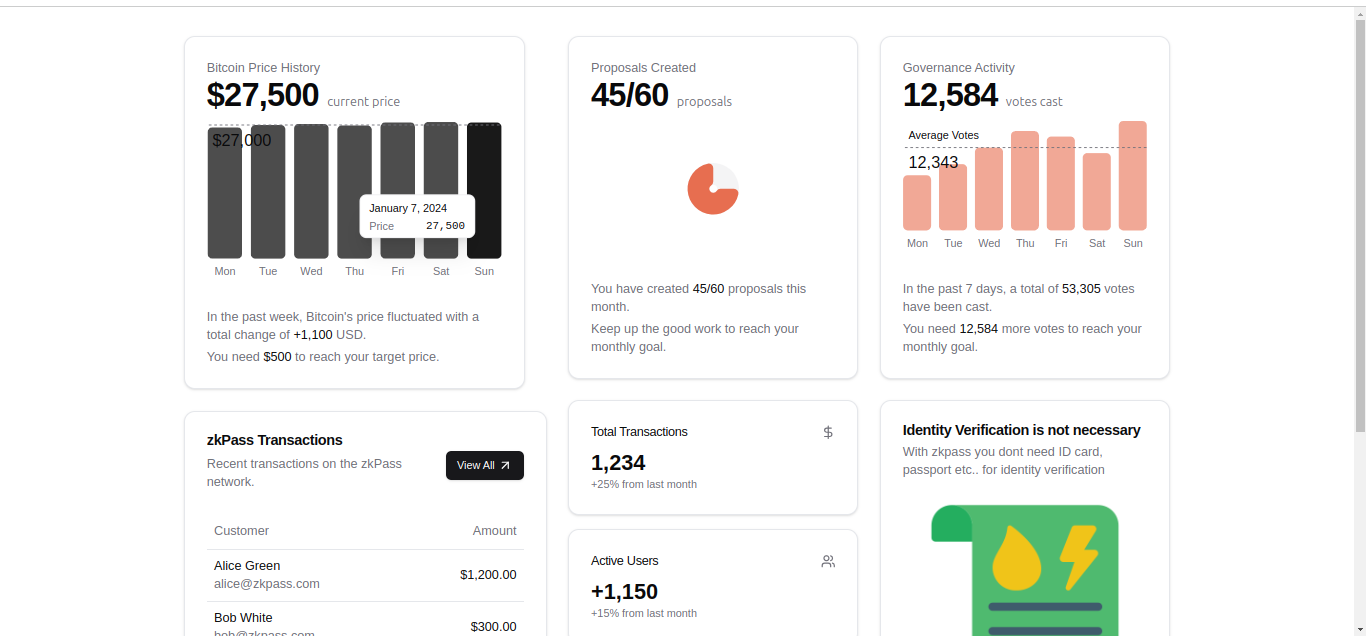 Bitcoin Price History
$27,500 current price
$27,000
January 7, 2024
Price 27,500
Mon Tue Wed Thu Fri Sat Sun
In the past week, Bitcoin's price fluctuated with a
total change of +1,100 USD.
You need $500 to reach your target price.
Proposals Created
45/60 proposals
You have created 45/60 proposals this
month.
Keep up the good work to reach your
monthly goal.
Governance Activity
12,584 votes cast
Average Votes
12,343
Mon Tue Wed Thu Fri Sat Sun
In the past 7 days, a total of 53,305 votes
have been cast.
You need 12,584 more votes to reach your
monthly goal.
zkPass Transactions
Recent transactions on the zkPass
network.
View All
Customer Amount
Alice Green
alice@zkpass.com
$1,200.00
Bob White
bob@zkpass.com
$300.00
Total Transactions
1,234
+25% from last month
Active Users
+1,150
+15% from last month
Identity Verification is not necessary
With zkpass you dont need ID card,
passport etc.. for identity verification